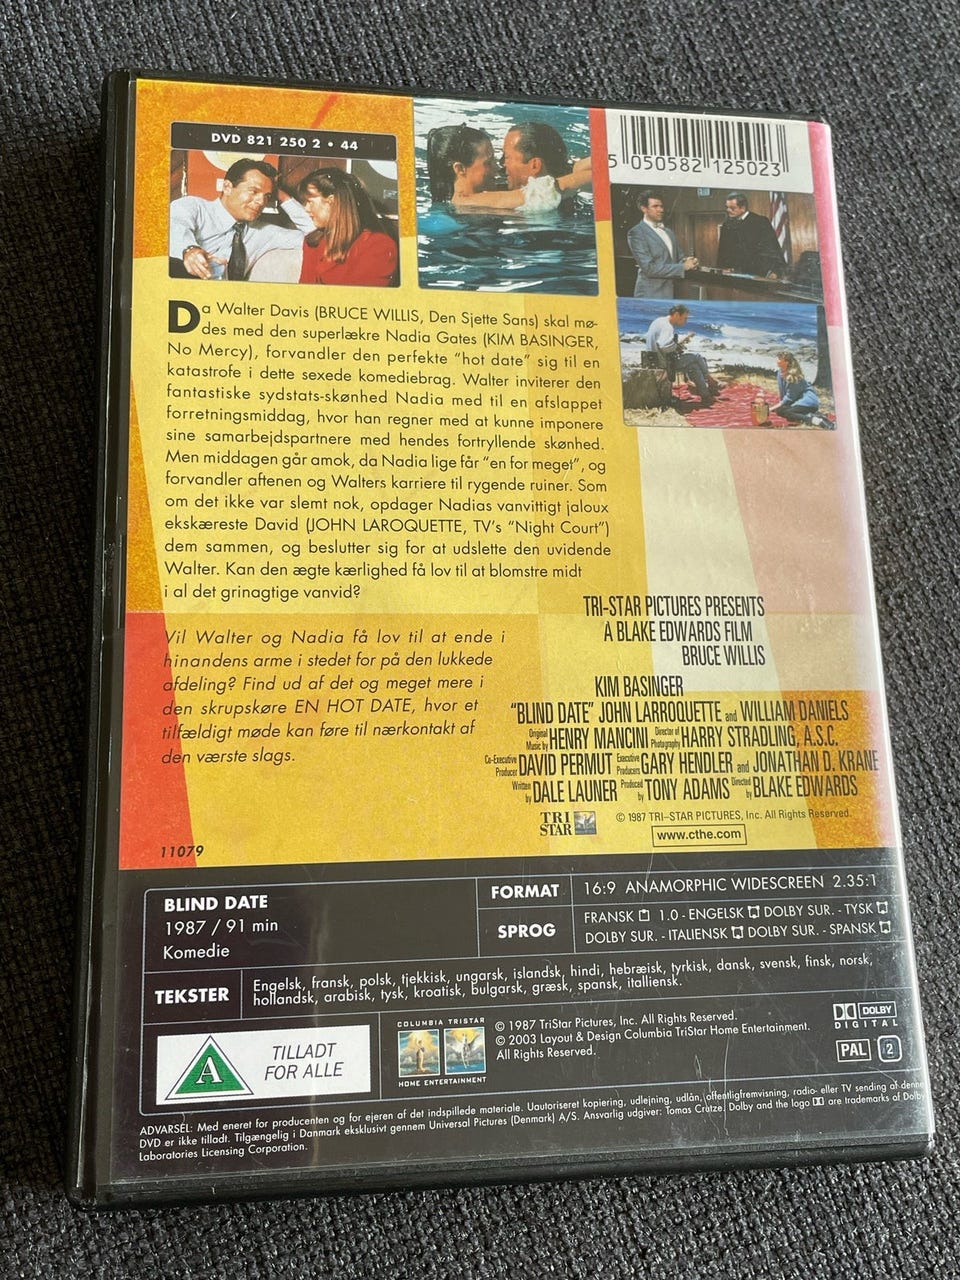 DVD 821 250 2 • 44
5 050582 125023
Da Walter Davis (BRUCE WILLIS, Den Sjette Sans) skal mø-
des med den superlækre Nadia Gates (KIM BASINGER,
No Mercy), forvandler den perfekte "hot date" sig til en
katastrofe i dette sexede komediebrag. Walter inviterer den
fantastiske sydstats-skønhed Nadia med til en afslappet
forretningsmiddag, hvor han regner med at kunne imponere
sine samarbejdspartnere med hendes fortryllende skønhed.
Men middagen går amok, da Nadia lige får "en for meget", og
forvandler aftenen og Walters karriere til rygende ruiner. Som
om det ikke var slemt nok, opdager Nadias vanvittigt jaloux
ekskæreste David (JOHN LAROQUETTE, TV's "Night Court")
dem sammen, og beslutter sig for at udslette den uvidende
Walter. Kan den ægte kærlighed få lov til at blomstre midt
i al det grinagtige vanvid?
Vil Walter og Nadia få lov til at ende i
hinandens arme i stedet for på den lukkede
afdeling? Find ud af det og meget mere i
den skrupskøre EN HOT DATE, hvor et
tilfældigt møde kan føre til nærkontakt af
den værste slags.
TRI-STAR PICTURES PRESENTS
A BLAKE EDWARDS FILM
BRUCE WILLIS
KIM BASINGER
"BLIND DATE" JOHN LARROQUETTE and WILLIAM DANIELS
Original Music by HENRY MANCINI Director of Photography HARRY STRADLING, A.S.C.
Co-Executive Producer DAVID PERMUT Executive Producers GARY HENDLER and JONATHAN D. KRANE
Written by DALE LAUNER Produced by TONY ADAMS Directed by BLAKE EDWARDS
TRI STAR © 1987 TRI-STAR PICTURES, Inc. All Rights Reserved.
www.cthe.com
11079
BLIND DATE
1987 / 91 min
Komedie
FORMAT 16:9 ANAMORPHIC WIDESCREEN 2.35:1
SPROG FRANSK 1.0 - ENGELSK DOLBY SUR. - TYSK
DOLBY SUR. - ITALIENSK DOLBY SUR. - SPANSK
TEKSTER Engelsk, fransk, polsk, tjekkisk, ungarsk, islandsk, hindi, hebræisk, tyrkisk, dansk, svensk, finsk, norsk,
hollandsk, arabisk, tysk, kroatisk, bulgarsk, græsk, spansk, italliensk.
A TILLADT
FOR ALLE
COLUMBIA TRISTAR
HOME ENTERTAINMENT
© 1987 TriStar Pictures, Inc. All Rights Reserved.
© 2003 Layout & Design Columbia TriStar Home Entertainment.
All Rights Reserved.
DOLBY
DIGITAL
PAL 2
ADVARSEL: Med eneret for producenten og for ejeren af det indspillede materiale. Uautoriseret kopiering, udlejning, udlån, offentligfremvisning, radio- eller TV sending af denne
DVD er ikke tilladt. Tilgængelig i Danmark eksklusivt gennem Universal Pictures (Denmark) A/S. Ansvarlig udgiver: Tomas Crutze. Dolby and the logo are trademarks of Dolby
Laboratories Licensing Corporation.